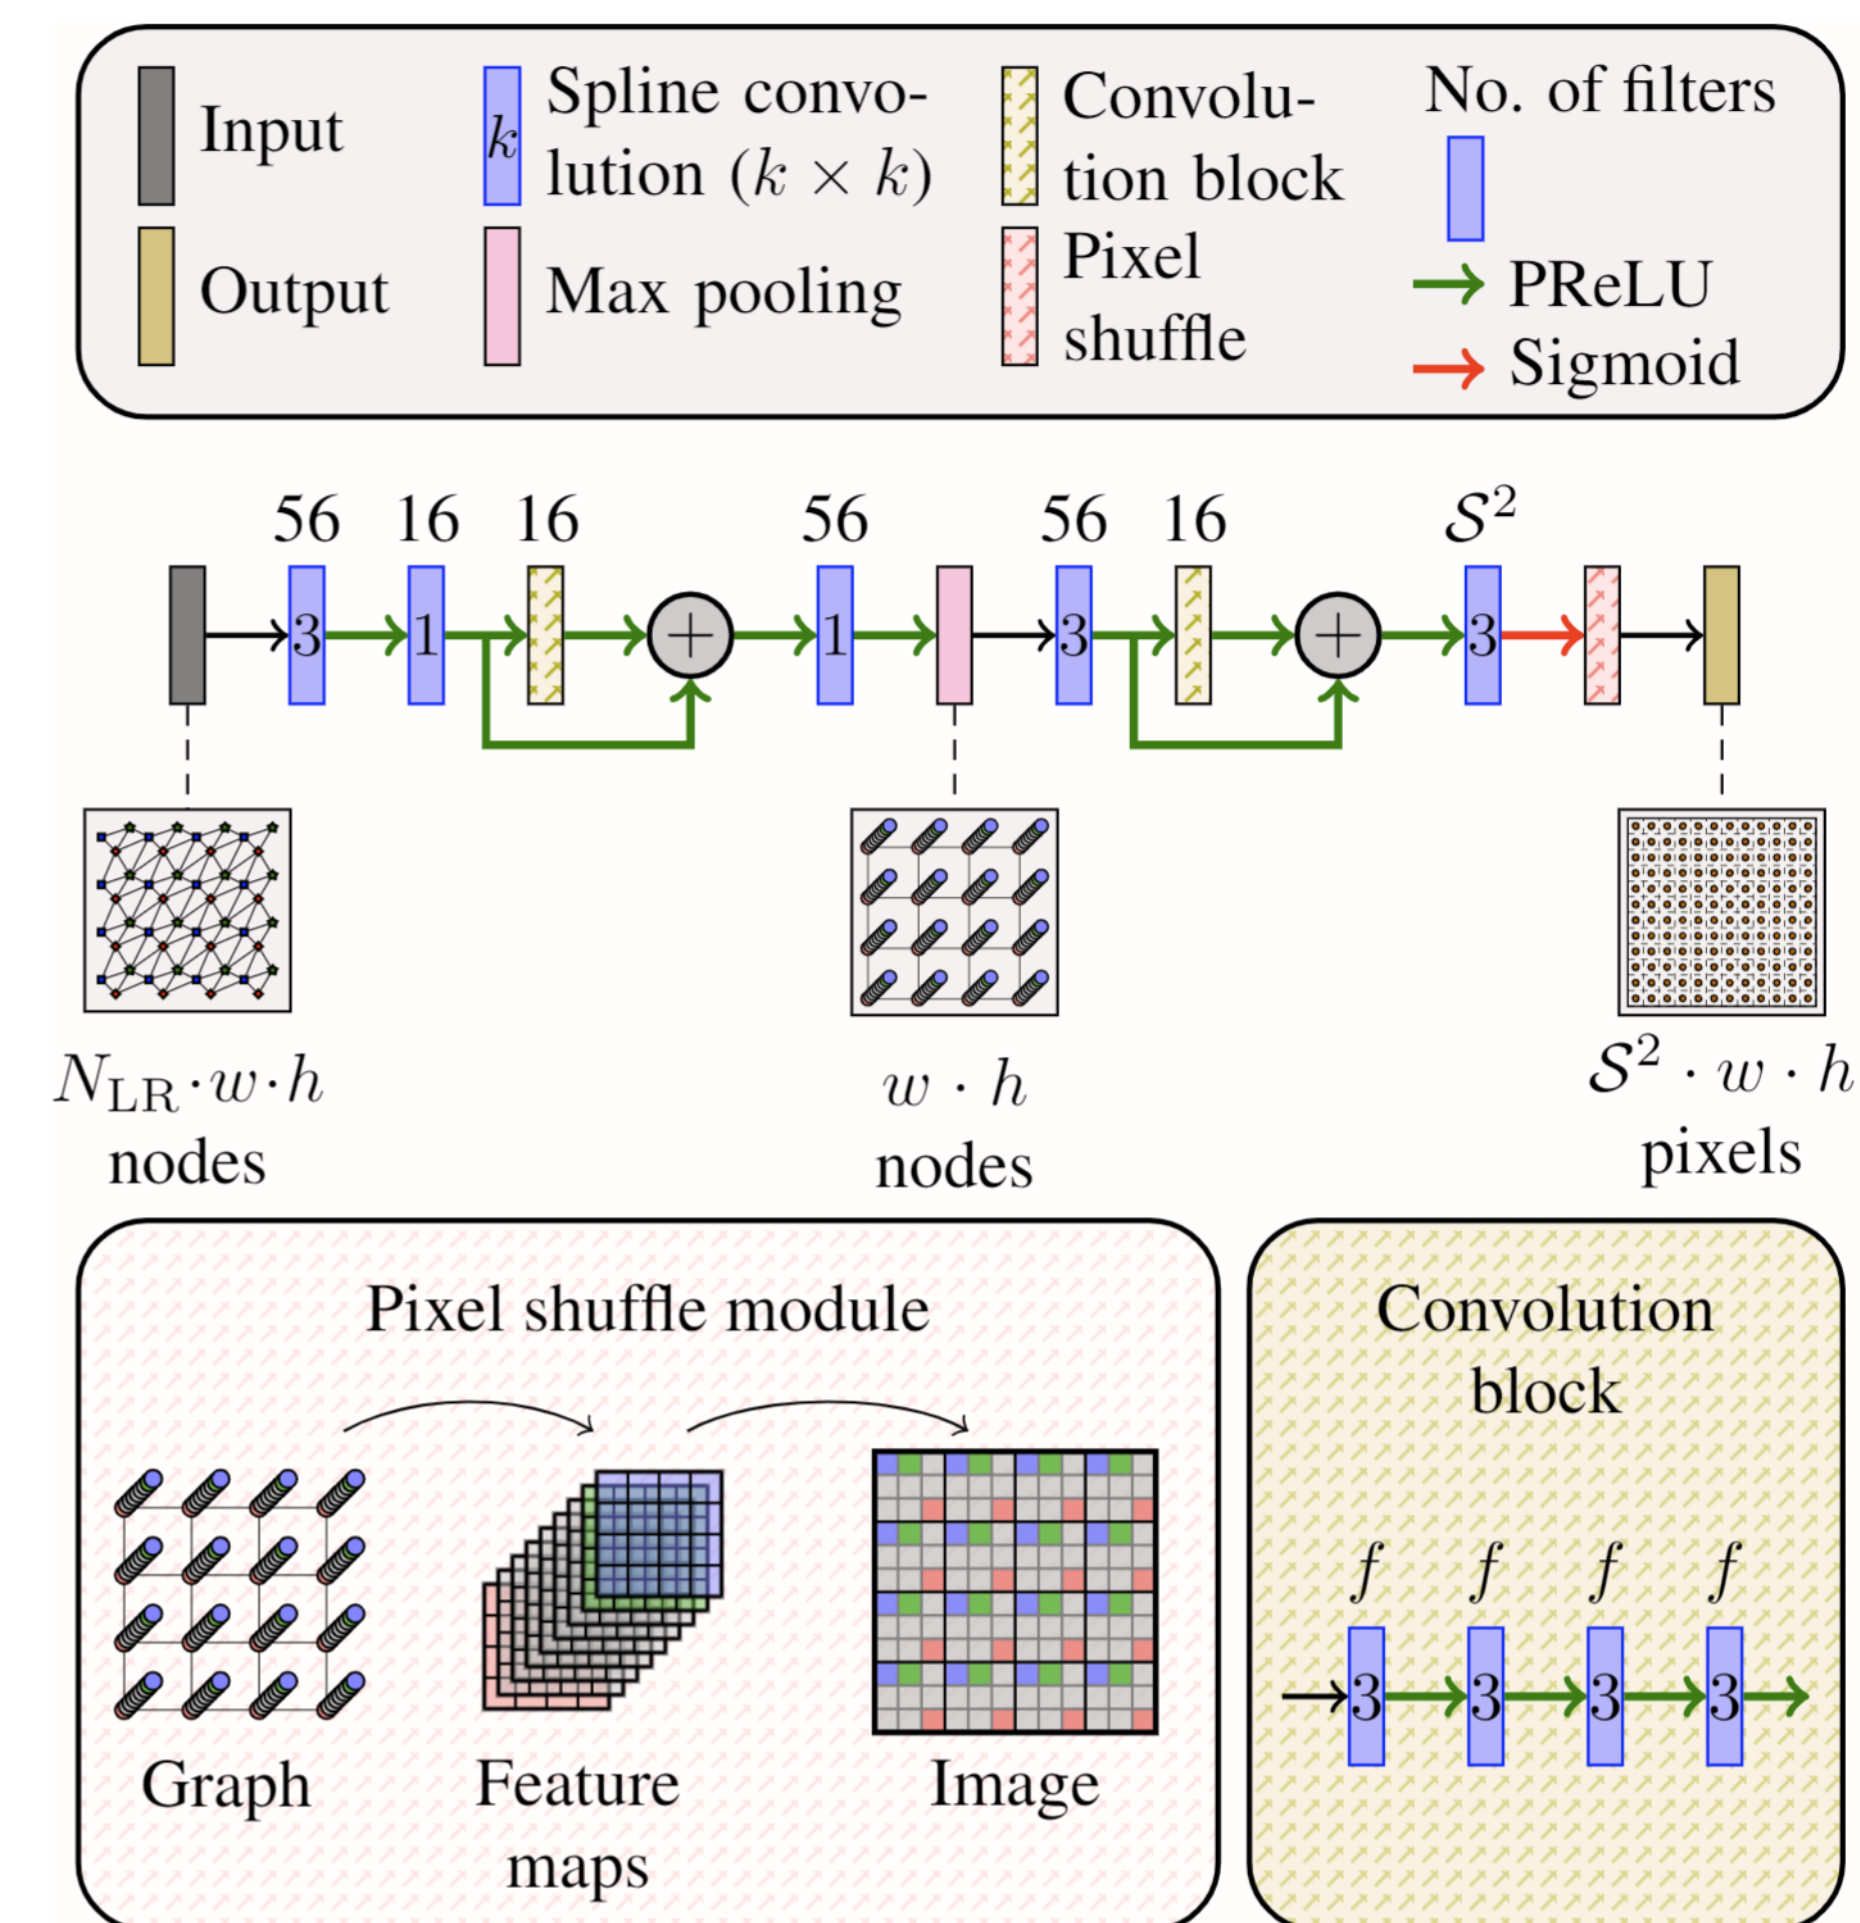 Input
Output
k
Spline convo-
lution (k × k)
Max pooling
Convolu-
tion block
Pixel
shuffle
No. of filters
PReLU
Sigmoid
56 16 16 56 56 16 𝒮²
3 1 + 1 3 + 3
N_LR·w·h
nodes
w · h
nodes
𝒮² · w · h
pixels
Pixel shuffle module
Graph
Feature
maps
Image
Convolution
block
f f f f
3 3 3 3